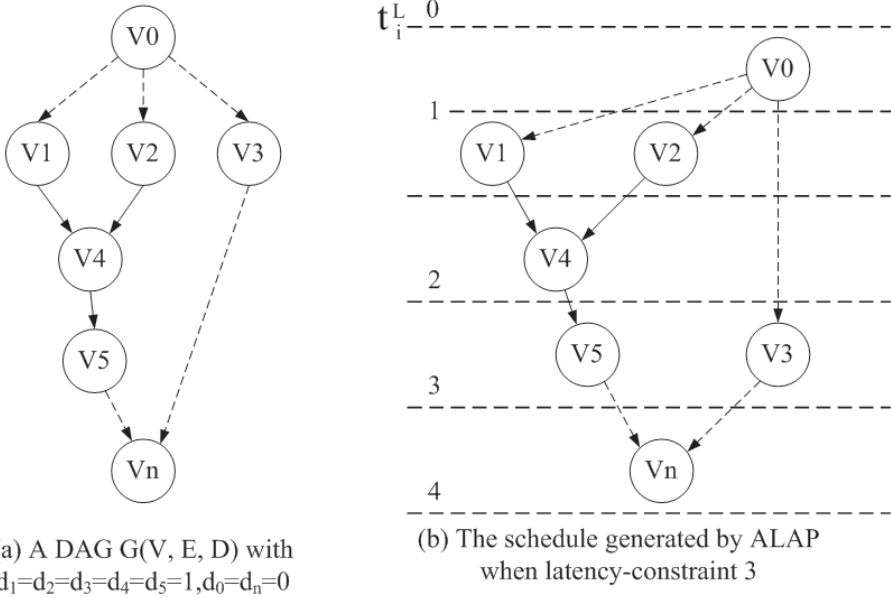 V0
V1 V2 V3
V4
V5
Vn
(a) A DAG G(V, E, D) with
d₁=d₂=d₃=d₄=d₅=1,d₀=dₙ=0
tᵢᴸ 0
V0
1
V1 V2
V4
2
V5 V3
3
Vn
4
(b) The schedule generated by ALAP
when latency-constraint 3